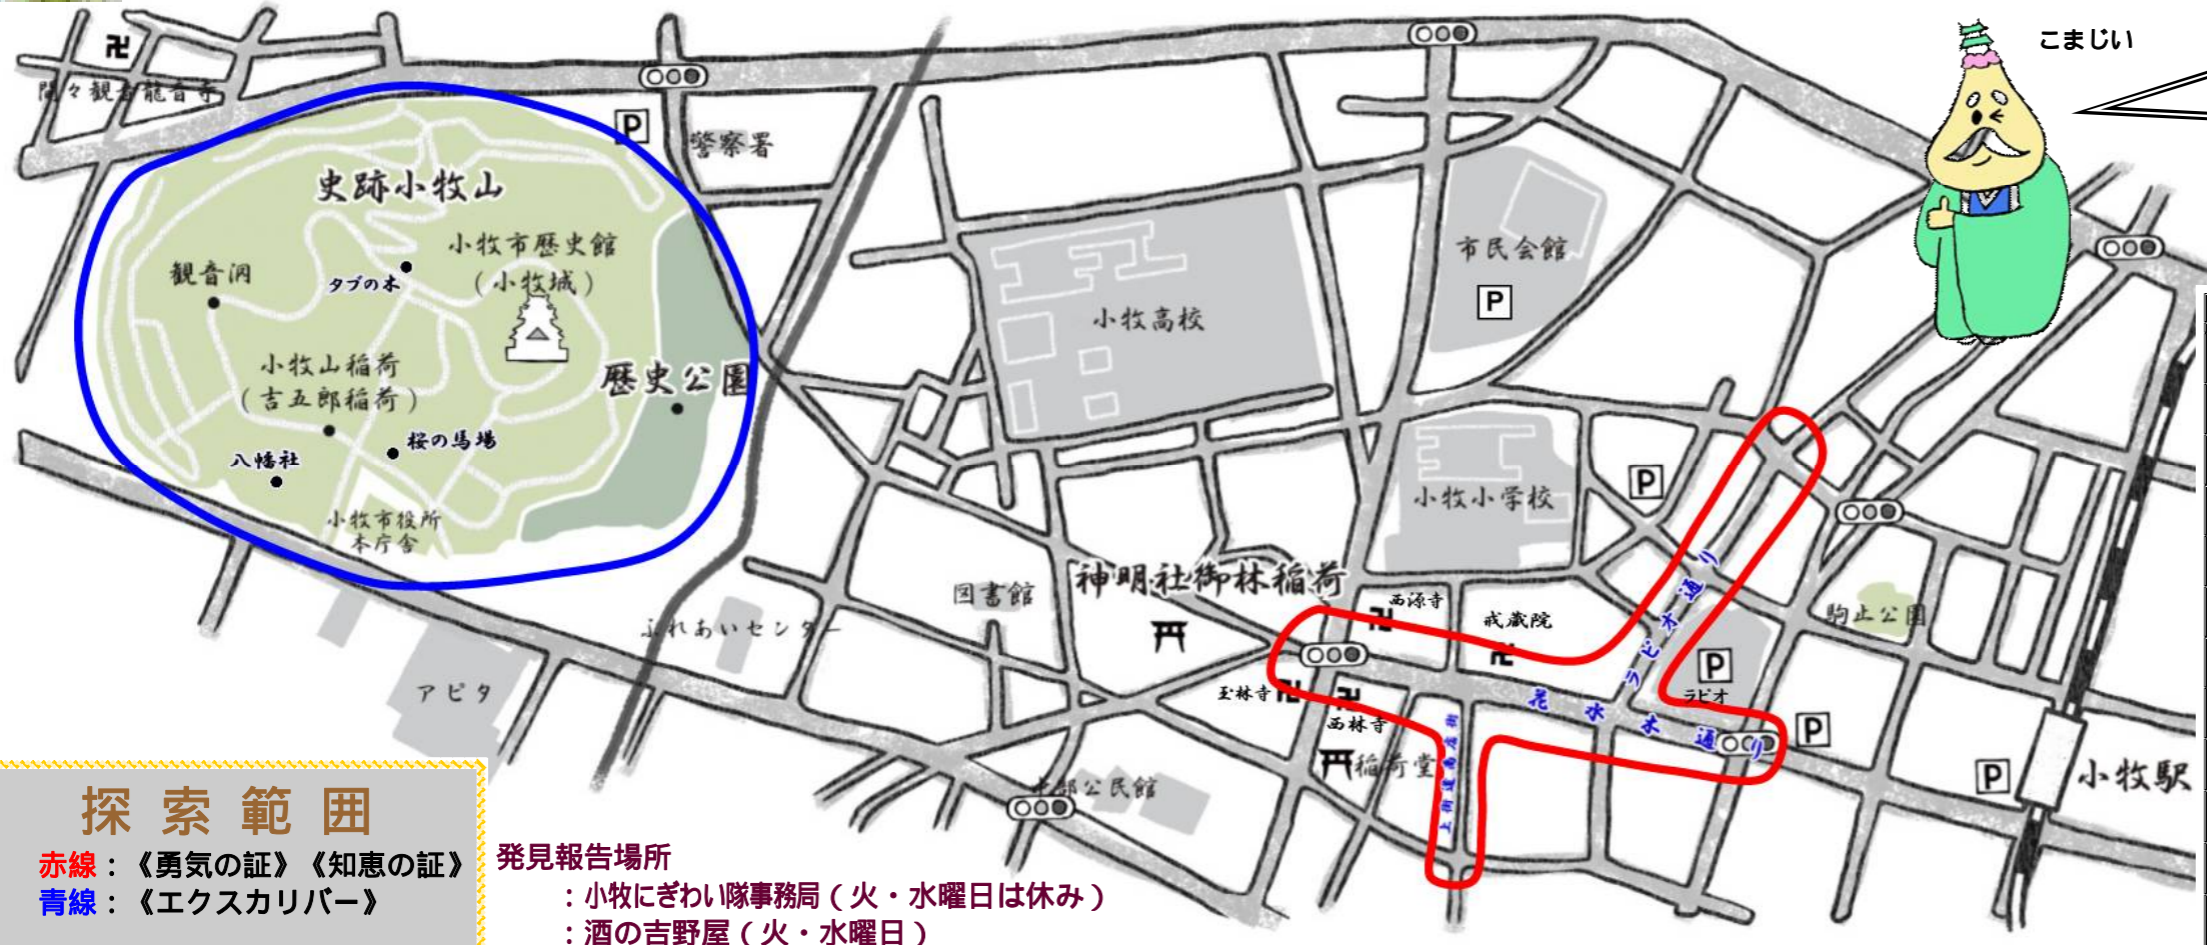 こまじい
間々観音龍音寺
P
警察署
史跡小牧山
小牧市歴史館
(小牧城)
観音洞
タブの木
市民会館
P
小牧高校
小牧山稲荷
(吉五郎稲荷)
歴史公園
桜の馬場
八幡社
小牧市役所
本庁舎
小牧小学校
P
神明社御林稲荷
図書館
ふれあいセンター
西源寺
戒蔵院
ラピオ通り
駒止公園
P
ラピオ
アピタ
玉林寺
西林寺
花水木通り
P
稲荷堂
上街道商店街
中部公民館
P
小牧駅
探索範囲
赤線：《勇気の証》《知恵の証》
青線：《エクスカリバー》
発見報告場所
：小牧にぎわい隊事務局（火・水曜日は休み）
：酒の吉野屋（火・水曜日）